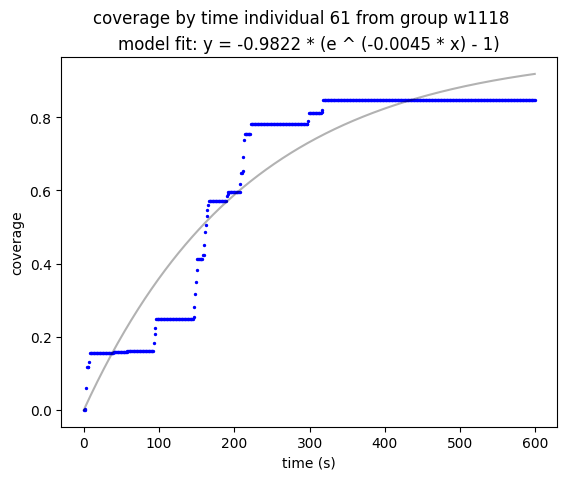 coverage by time individual 61 from group w1118
model fit: y = -0.9822 * (e ^ (-0.0045 * x) - 1)
coverage
0.8
0.6
0.4
0.2
0.0
0 100 200 300 400 500 600
time (s)